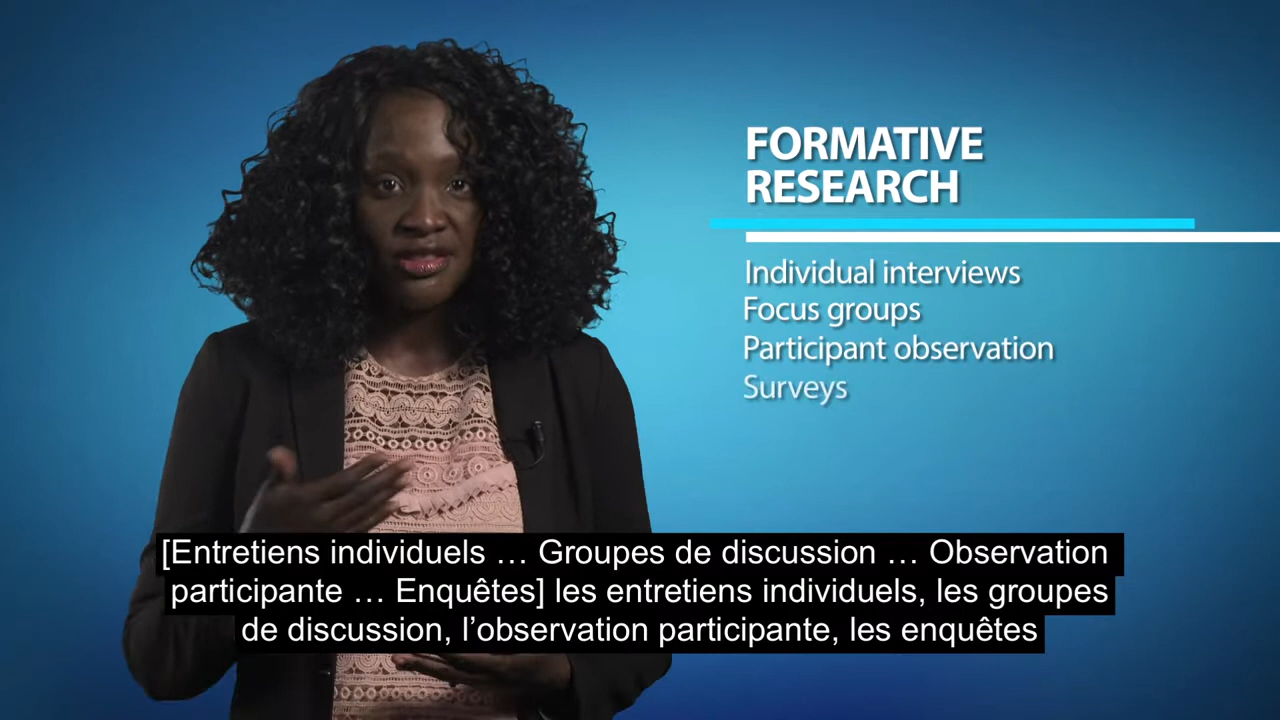 FORMATIVE
RESEARCH
Individual interviews
Focus groups
Participant observation
Surveys
[Entretiens individuels … Groupes de discussion … Observation
participante … Enquêtes] les entretiens individuels, les groupes
de discussion, l’observation participante, les enquêtes